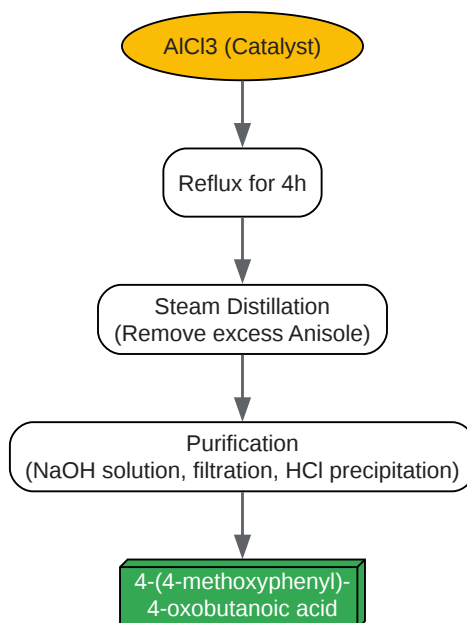 AlCl3 (Catalyst)
Reflux for 4h
Steam Distillation
(Remove excess Anisole)
Purification
(NaOH solution, filtration, HCl precipitation)
4-(4-methoxyphenyl)-
4-oxobutanoic acid